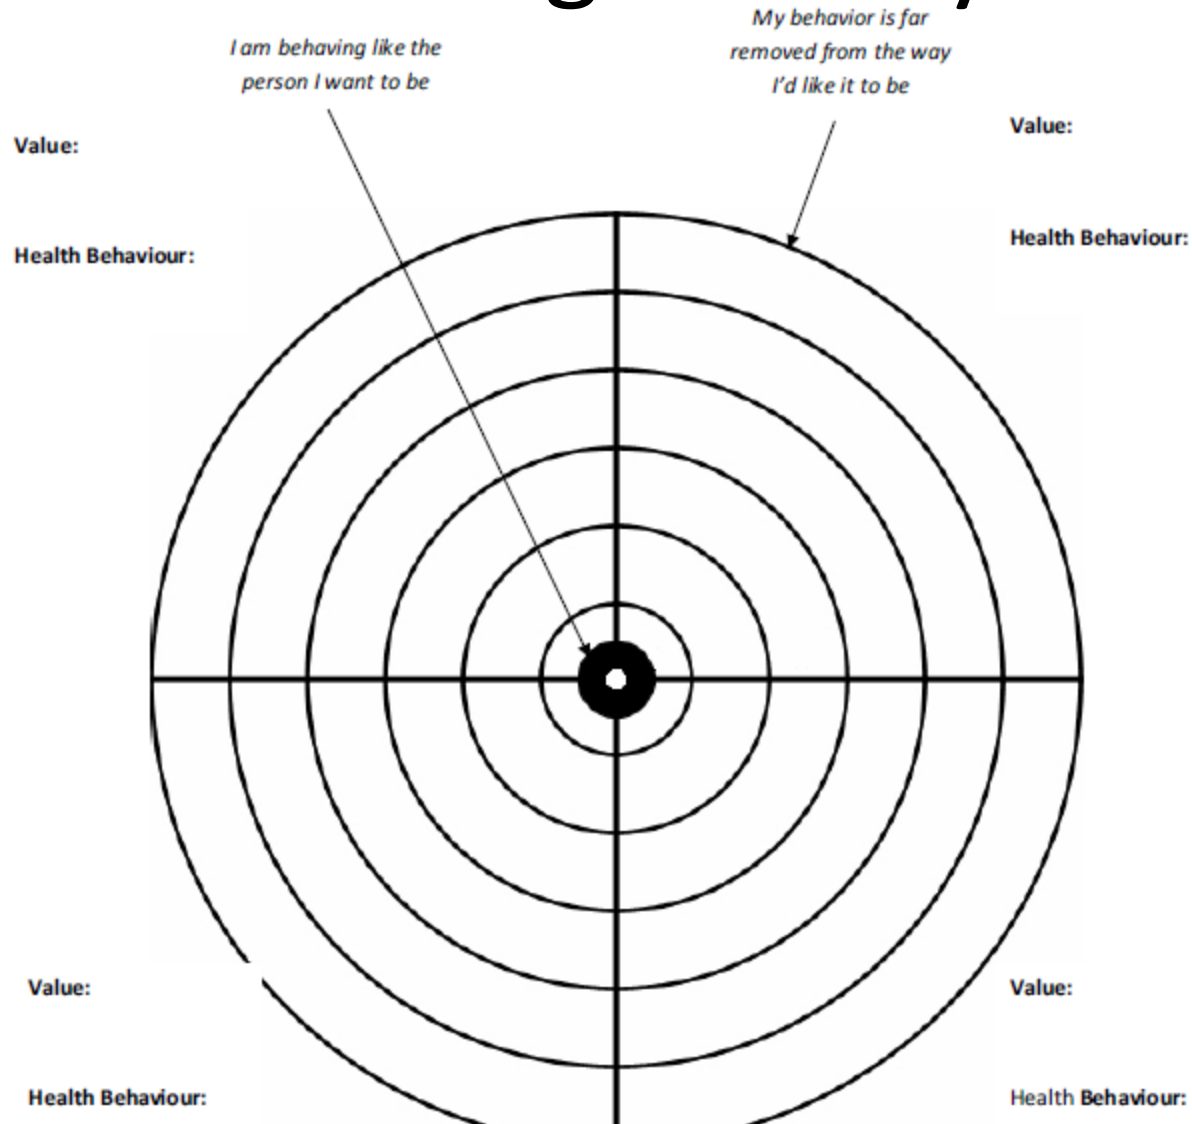 I am behaving like the
person I want to be
My behavior is far
removed from the way
I'd like it to be
Value:
Value:
Health Behaviour:
Health Behaviour:
Value:
Value:
Health Behaviour:
Health Behaviour: